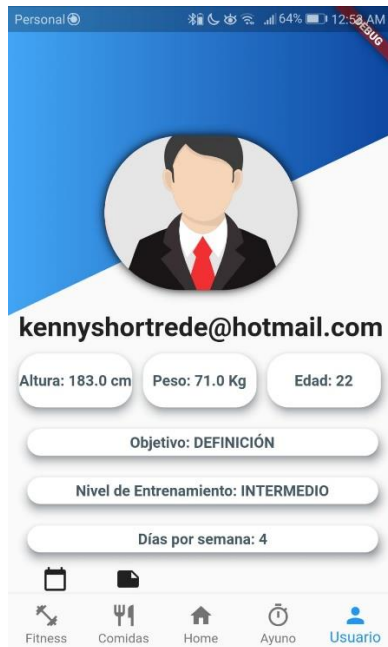 Personal 64% 12:53 AM
DEBUG
kennyshortrede@hotmail.com
Altura: 183.0 cm Peso: 71.0 Kg Edad: 22
Objetivo: DEFINICIÓN
Nivel de Entrenamiento: INTERMEDIO
Días por semana: 4
Fitness Comidas Home Ayuno Usuario